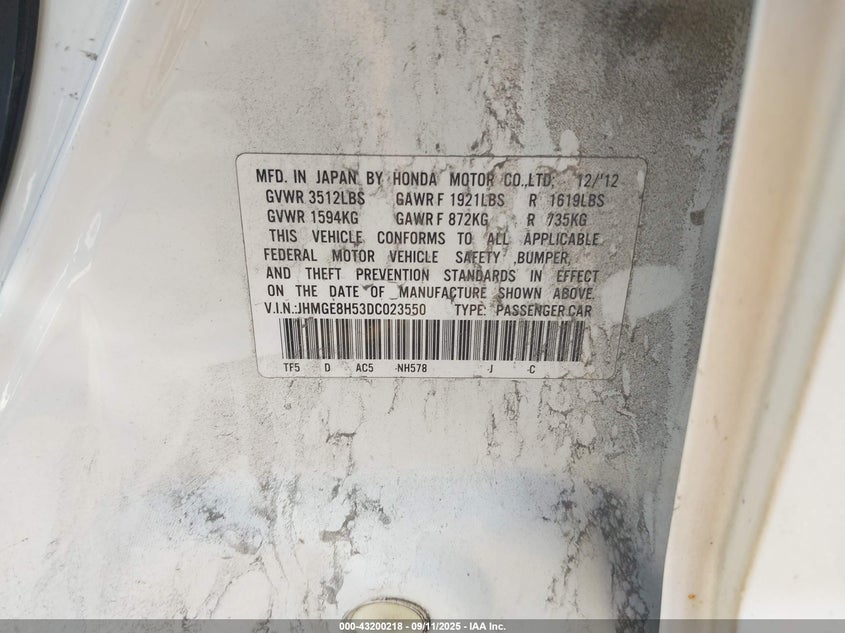 MFD. IN JAPAN BY HONDA MOTOR CO.,LTD; 12/'12
GVWR 3512LBS GAWR F 1921LBS R 1619LBS
GVWR 1594KG GAWR F 872KG R 735KG
THIS VEHICLE CONFORMS TO ALL APPLICABLE
FEDERAL MOTOR VEHICLE SAFETY ,BUMPER,
AND THEFT PREVENTION STANDARDS IN EFFECT
ON THE DATE OF MANUFACTURE SHOWN ABOVE.
V.I.N.:JHMGE8H53DC023550 TYPE: PASSENGER CAR
TF5 D AC5 -NH578 -J -C
000-43200218 - 09/11/2025 - IAA Inc.